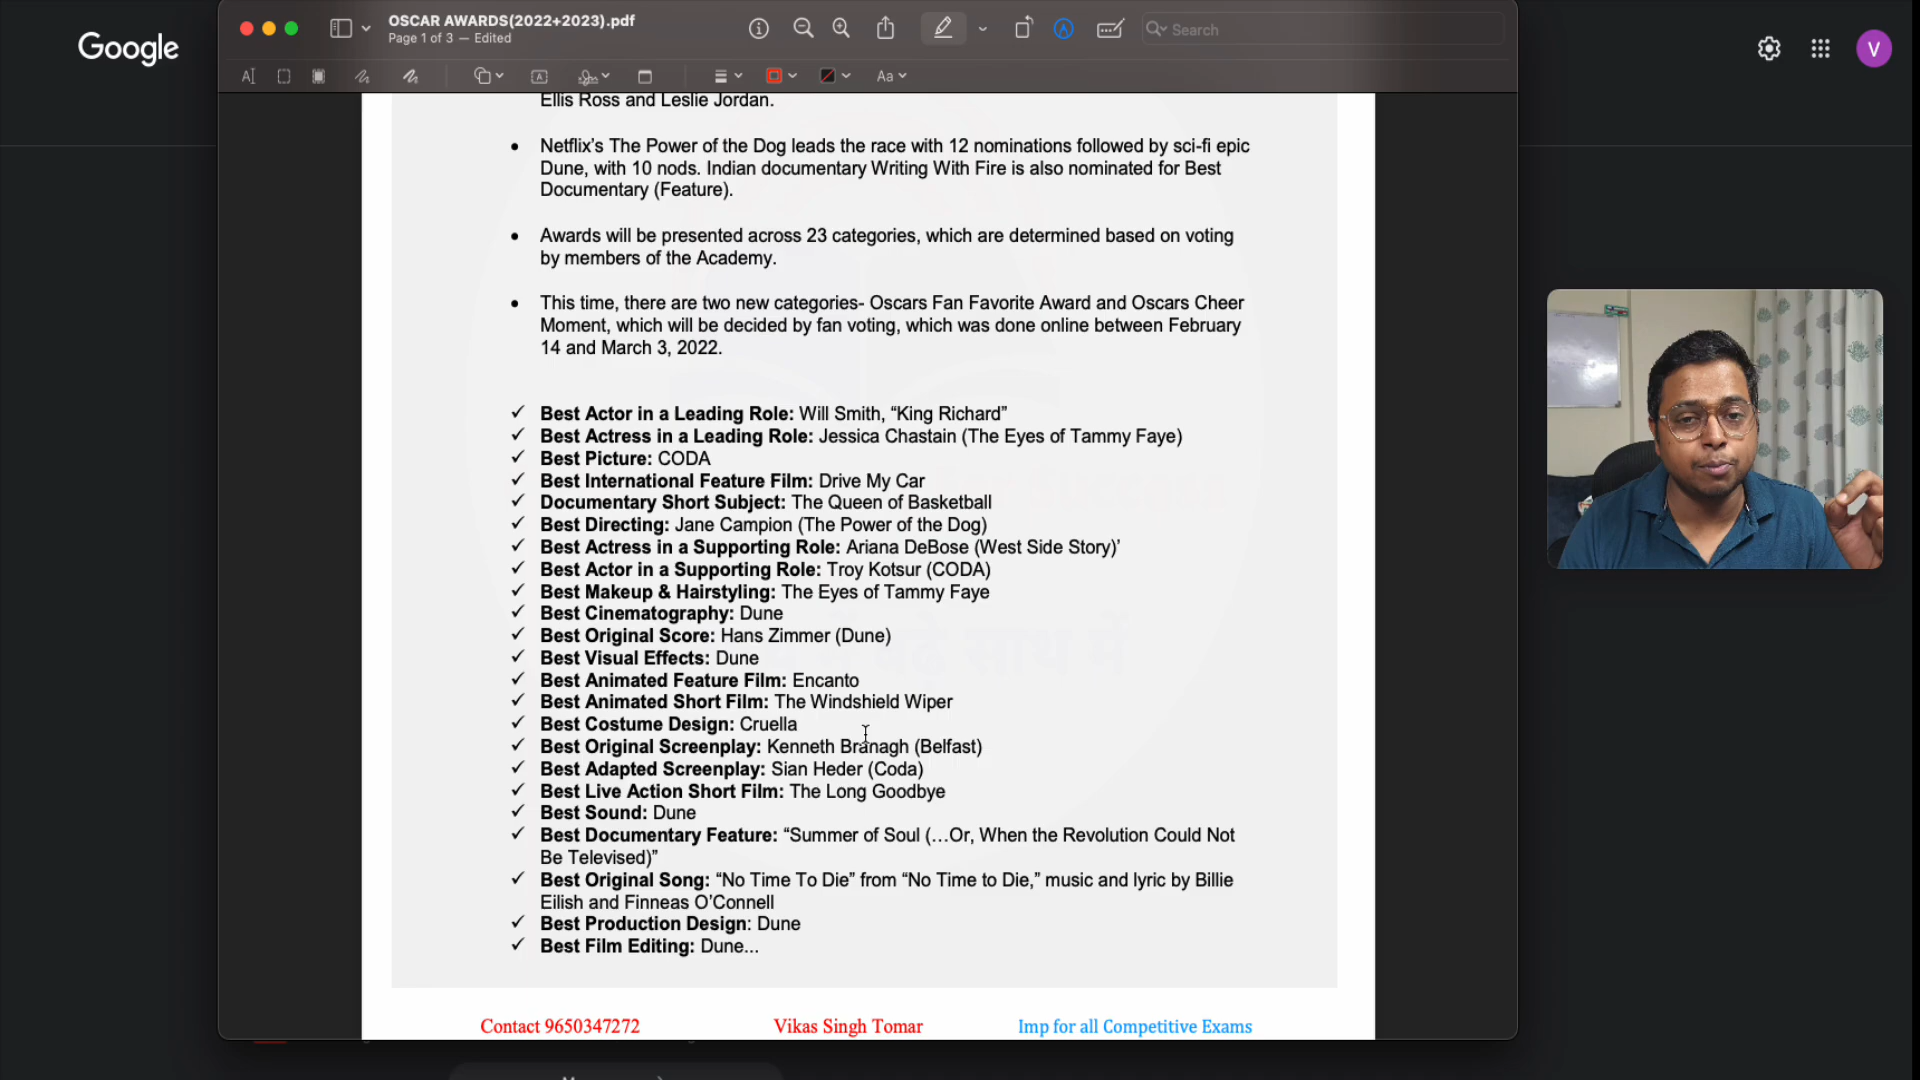 Google
OSCAR AWARDS(2022+2023).pdf
Page 1 of 3 — Edited
Search
V
Aa
Ellis Ross and Leslie Jordan.
• Netflix's The Power of the Dog leads the race with 12 nominations followed by sci-fi epic
Dune, with 10 nods. Indian documentary Writing With Fire is also nominated for Best
Documentary (Feature).
• Awards will be presented across 23 categories, which are determined based on voting
by members of the Academy.
• This time, there are two new categories- Oscars Fan Favorite Award and Oscars Cheer
Moment, which will be decided by fan voting, which was done online between February
14 and March 3, 2022.
✓ Best Actor in a Leading Role: Will Smith, “King Richard”
✓ Best Actress in a Leading Role: Jessica Chastain (The Eyes of Tammy Faye)
✓ Best Picture: CODA
✓ Best International Feature Film: Drive My Car
✓ Documentary Short Subject: The Queen of Basketball
✓ Best Directing: Jane Campion (The Power of the Dog)
✓ Best Actress in a Supporting Role: Ariana DeBose (West Side Story)’
✓ Best Actor in a Supporting Role: Troy Kotsur (CODA)
✓ Best Makeup & Hairstyling: The Eyes of Tammy Faye
✓ Best Cinematography: Dune
✓ Best Original Score: Hans Zimmer (Dune)
✓ Best Visual Effects: Dune
✓ Best Animated Feature Film: Encanto
✓ Best Animated Short Film: The Windshield Wiper
✓ Best Costume Design: Cruella
✓ Best Original Screenplay: Kenneth Branagh (Belfast)
✓ Best Adapted Screenplay: Sian Heder (Coda)
✓ Best Live Action Short Film: The Long Goodbye
✓ Best Sound: Dune
✓ Best Documentary Feature: “Summer of Soul (…Or, When the Revolution Could Not
Be Televised)”
✓ Best Original Song: “No Time To Die” from “No Time to Die,” music and lyric by Billie
Eilish and Finneas O’Connell
✓ Best Production Design: Dune
✓ Best Film Editing: Dune...
Contact 9650347272
Vikas Singh Tomar
Imp for all Competitive Exams